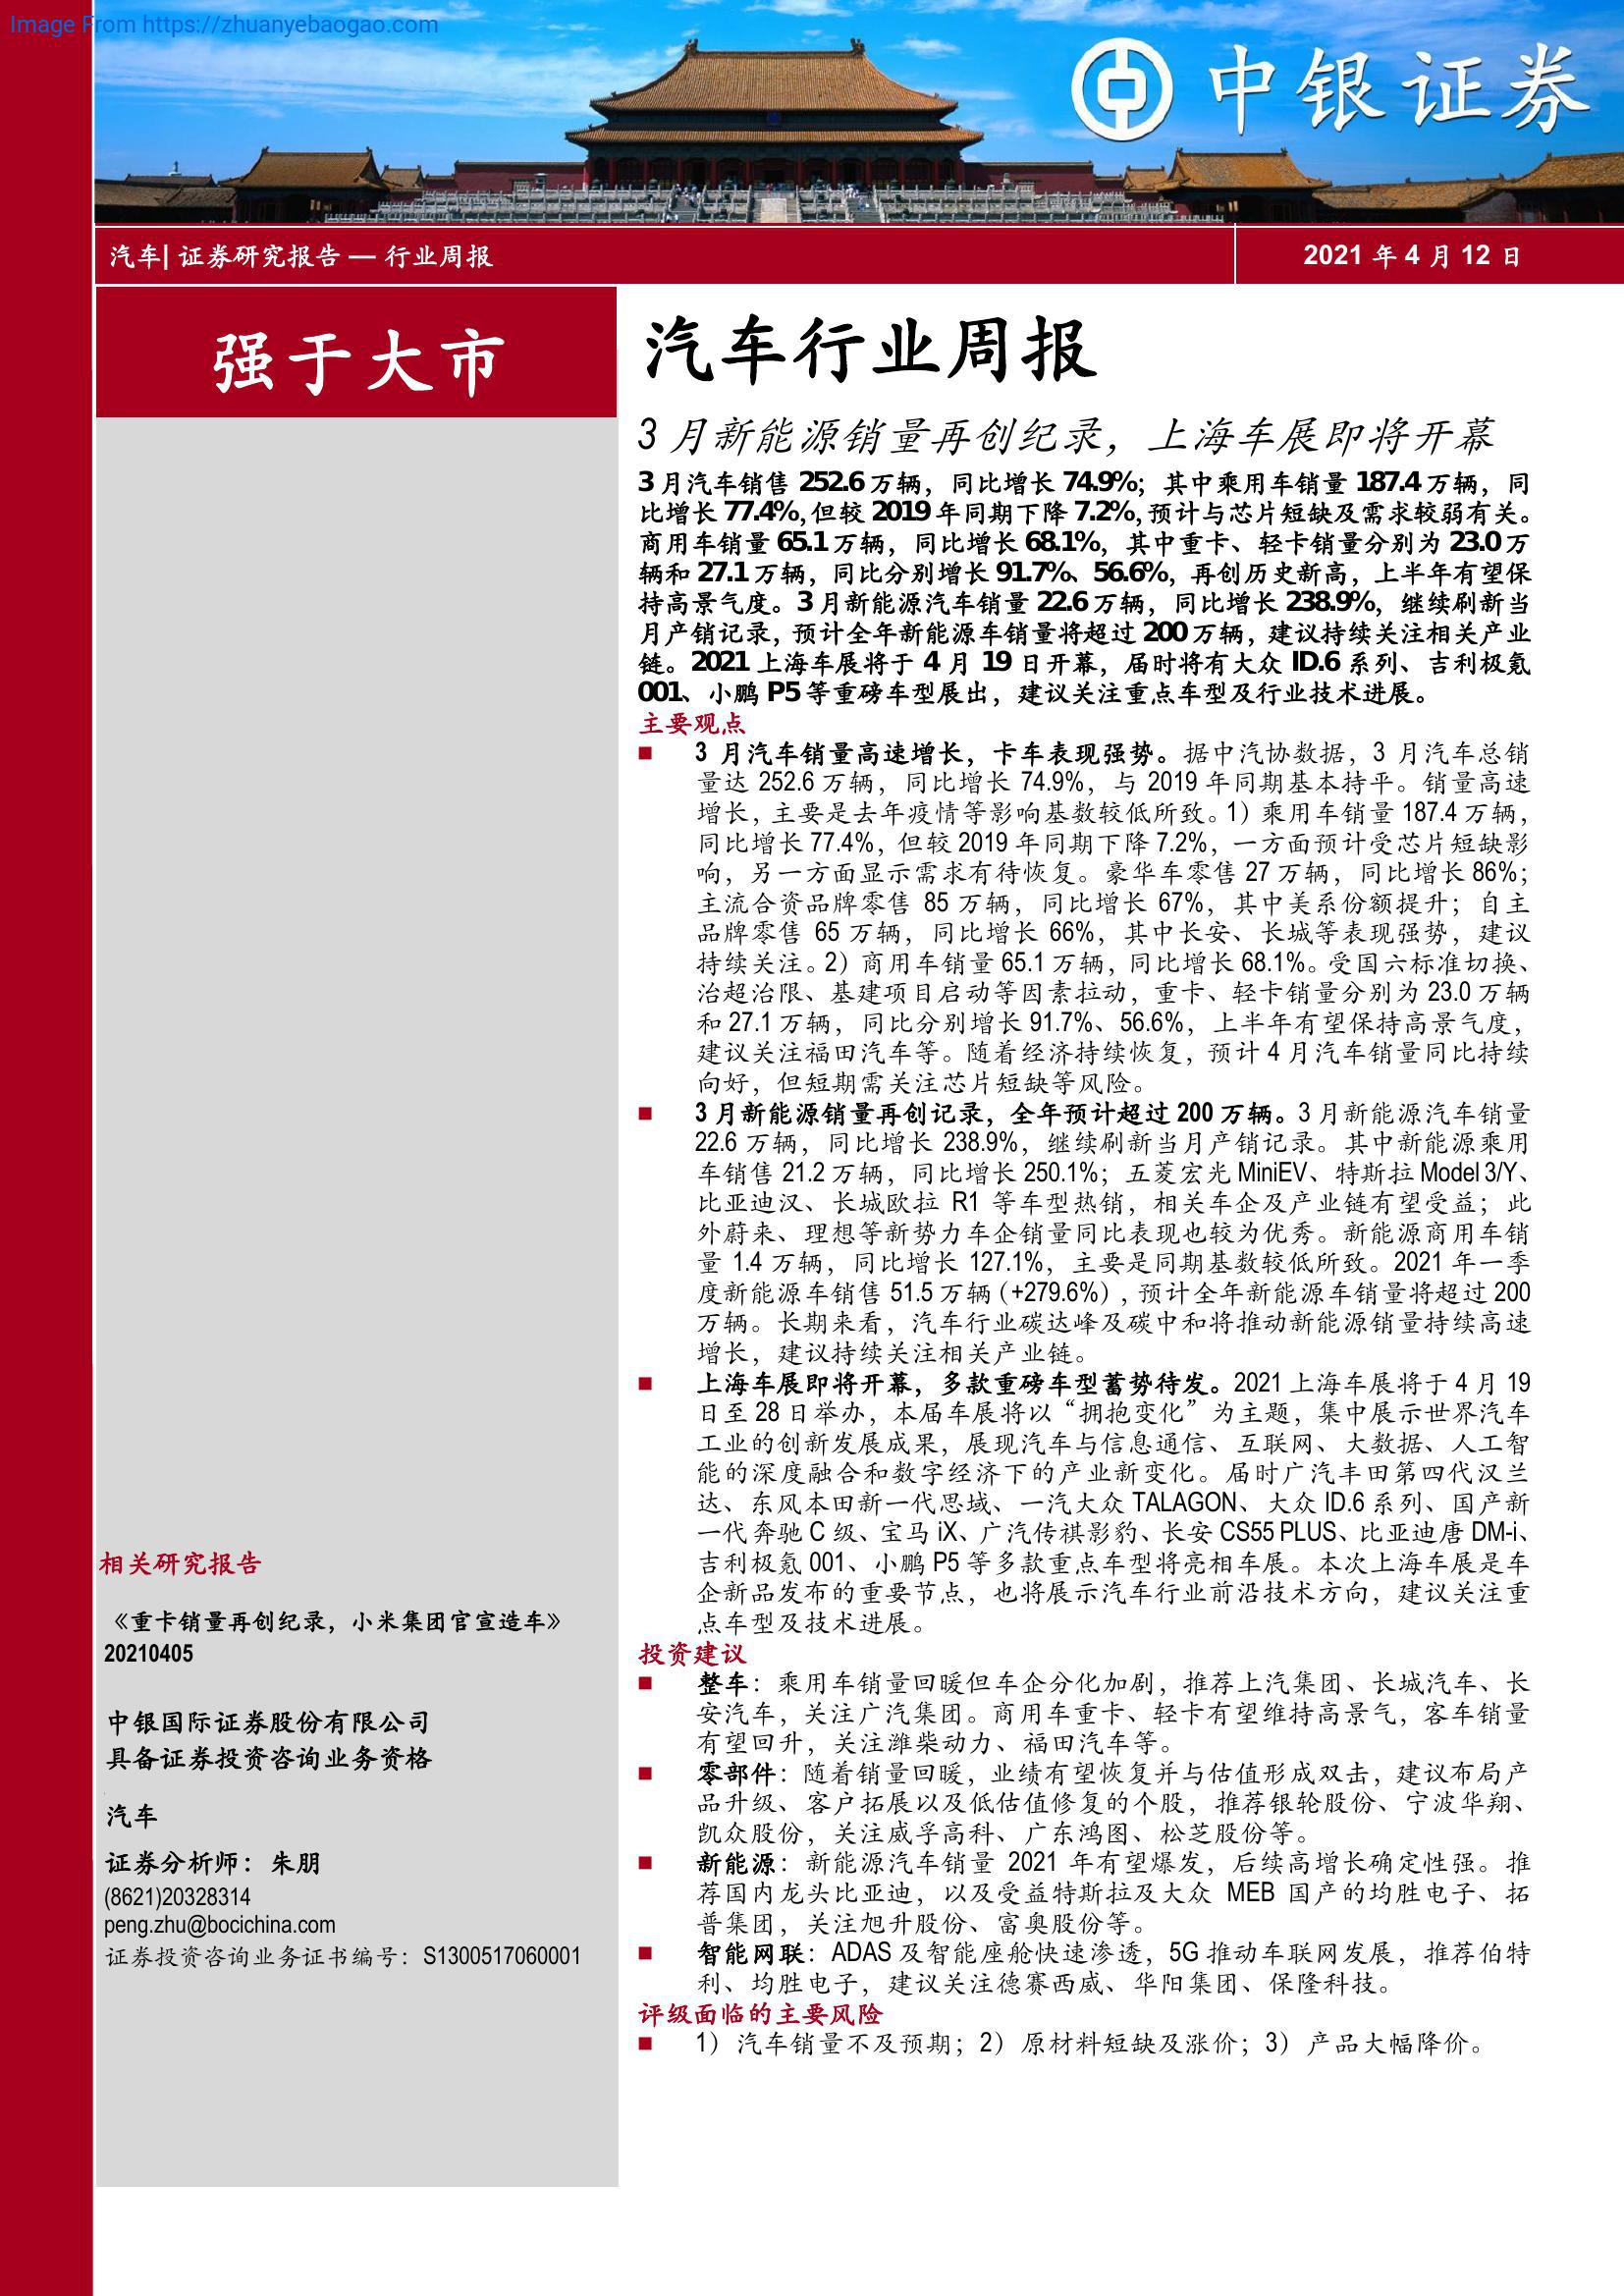 Image From https://zhuanyebaogao.com
中银证券
汽车| 证券研究报告 — 行业周报
2021 年 4 月 12 日
强于大市
汽车行业周报
3 月新能源销量再创纪录，上海车展即将开幕
3 月汽车销售 252.6 万辆，同比增长 74.9%；其中乘用车销量 187.4 万辆，同
比增长 77.4%,但较 2019 年同期下降 7.2%,预计与芯片短缺及需求较弱有关。
商用车销量 65.1 万辆，同比增长 68.1%，其中重卡、轻卡销量分别为 23.0 万
辆和 27.1 万辆，同比分别增长 91.7%、56.6%，再创历史新高，上半年有望保
持高景气度。3 月新能源汽车销量 22.6 万辆，同比增长 238.9%，继续刷新当
月产销记录，预计全年新能源车销量将超过 200 万辆，建议持续关注相关产业
链。2021 上海车展将于 4 月 19 日开幕，届时将有大众 ID.6 系列、吉利极氪
001、小鹏 P5 等重磅车型展出，建议关注重点车型及行业技术进展。
主要观点
■ 3 月汽车销量高速增长，卡车表现强势。据中汽协数据，3 月汽车总销
量达 252.6 万辆，同比增长 74.9%，与 2019 年同期基本持平。销量高速
增长，主要是去年疫情等影响基数较低所致。1）乘用车销量 187.4 万辆，
同比增长 77.4%，但较 2019 年同期下降 7.2%，一方面预计受芯片短缺影
响，另一方面显示需求有待恢复。豪华车零售 27 万辆，同比增长 86%；
主流合资品牌零售 85 万辆，同比增长 67%，其中美系份额提升；自主
品牌零售 65 万辆，同比增长 66%，其中长安、长城等表现强势，建议
持续关注。2）商用车销量 65.1 万辆，同比增长 68.1%。受国六标准切换、
治超治限、基建项目启动等因素拉动，重卡、轻卡销量分别为 23.0 万辆
和 27.1 万辆，同比分别增长 91.7%、56.6%，上半年有望保持高景气度，
建议关注福田汽车等。随着经济持续恢复，预计 4 月汽车销量同比持续
向好，但短期需关注芯片短缺等风险。
■ 3 月新能源销量再创记录，全年预计超过 200 万辆。3 月新能源汽车销量
22.6 万辆，同比增长 238.9%，继续刷新当月产销记录。其中新能源乘用
车销售 21.2 万辆，同比增长 250.1%；五菱宏光 MiniEV、特斯拉 Model 3/Y、
比亚迪汉、长城欧拉 R1 等车型热销，相关车企及产业链有望受益；此
外蔚来、理想等新势力车企销量同比表现也较为优秀。新能源商用车销
量 1.4 万辆，同比增长 127.1%，主要是同期基数较低所致。2021 年一季
度新能源车销售 51.5 万辆（+279.6%），预计全年新能源车销量将超过 200
万辆。长期来看，汽车行业碳达峰及碳中和将推动新能源销量持续高速
增长，建议持续关注相关产业链。
■ 上海车展即将开幕，多款重磅车型蓄势待发。2021 上海车展将于 4 月 19
日至 28 日举办，本届车展将以“拥抱变化”为主题，集中展示世界汽车
工业的创新发展成果，展现汽车与信息通信、互联网、大数据、人工智
能的深度融合和数字经济下的产业新变化。届时广汽丰田第四代汉兰
达、东风本田新一代思域、一汽大众 TALAGON、大众 ID.6 系列、国产新
一代奔驰 C 级、宝马 iX、广汽传祺影豹、长安 CS55 PLUS、比亚迪唐 DM-i、
吉利极氪 001、小鹏 P5 等多款重点车型将亮相车展。本次上海车展是车
企新品发布的重要节点，也将展示汽车行业前沿技术方向，建议关注重
点车型及技术进展。
投资建议
■ 整车：乘用车销量回暖但车企分化加剧，推荐上汽集团、长城汽车、长
安汽车，关注广汽集团。商用车重卡、轻卡有望维持高景气，客车销量
有望回升，关注潍柴动力、福田汽车等。
■ 零部件：随着销量回暖，业绩有望恢复并与估值形成双击，建议布局产
品升级、客户拓展以及低估值修复的个股，推荐银轮股份、宁波华翔、
凯众股份，关注威孚高科、广东鸿图、松芝股份等。
■ 新能源：新能源汽车销量 2021 年有望爆发，后续高增长确定性强。推
荐国内龙头比亚迪，以及受益特斯拉及大众 MEB 国产的均胜电子、拓
普集团，关注旭升股份、富奥股份等。
■ 智能网联：ADAS 及智能座舱快速渗透，5G 推动车联网发展，推荐伯特
利、均胜电子，建议关注德赛西威、华阳集团、保隆科技。
评级面临的主要风险
■ 1）汽车销量不及预期；2）原材料短缺及涨价；3）产品大幅降价。
相关研究报告
《重卡销量再创纪录，小米集团官宣造车》
20210405
中银国际证券股份有限公司
具备证券投资咨询业务资格
汽车
证券分析师：朱朋
(8621)20328314
peng.zhu@bocichina.com
证券投资咨询业务证书编号：S1300517060001